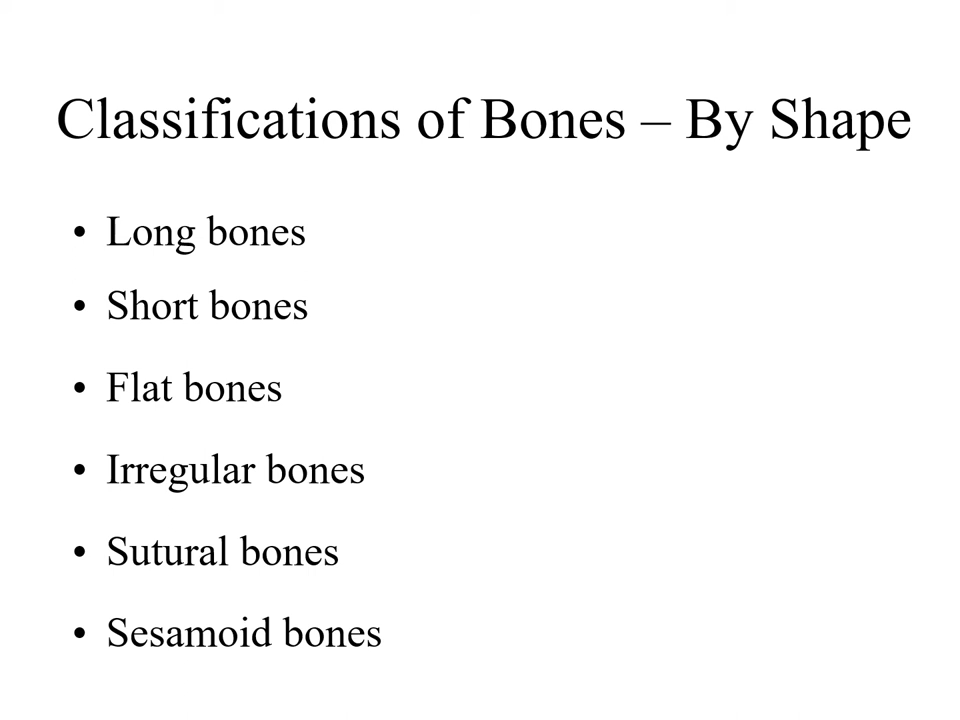 Classifications of Bones – By Shape
• Long bones
• Short bones
• Flat bones
• Irregular bones
• Sutural bones
• Sesamoid bones